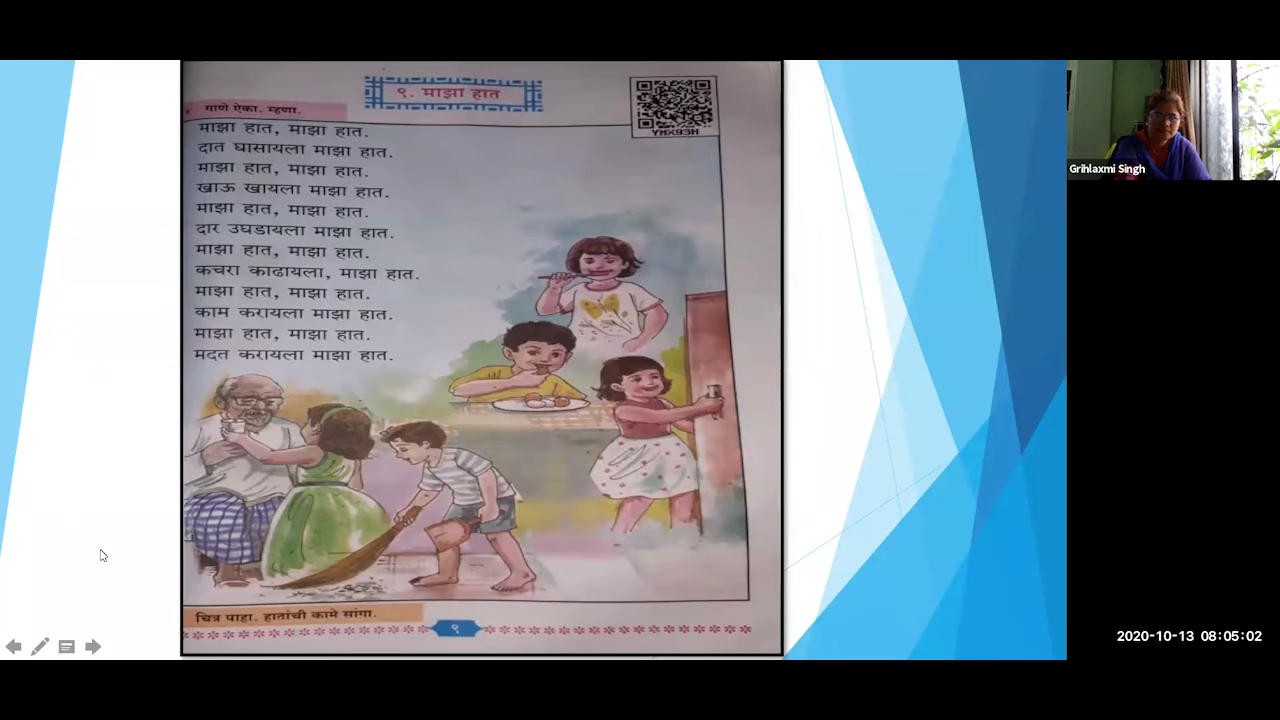 ९. माझा हात
गाणे ऐका. म्हणा.
YHX93H
माझा हात, माझा हात.
दात घासायला माझा हात.
माझा हात, माझा हात.
खाऊ खायला माझा हात.
माझा हात, माझा हात.
दार उघडायला माझा हात.
माझा हात, माझा हात.
कचरा काढायला, माझा हात.
माझा हात, माझा हात.
काम करायला माझा हात.
माझा हात, माझा हात.
मदत करायला माझा हात.
चित्र पाहा. हातांची कामे सांगा.
९
Grihlaxmi Singh
2020-10-13 08:05:02